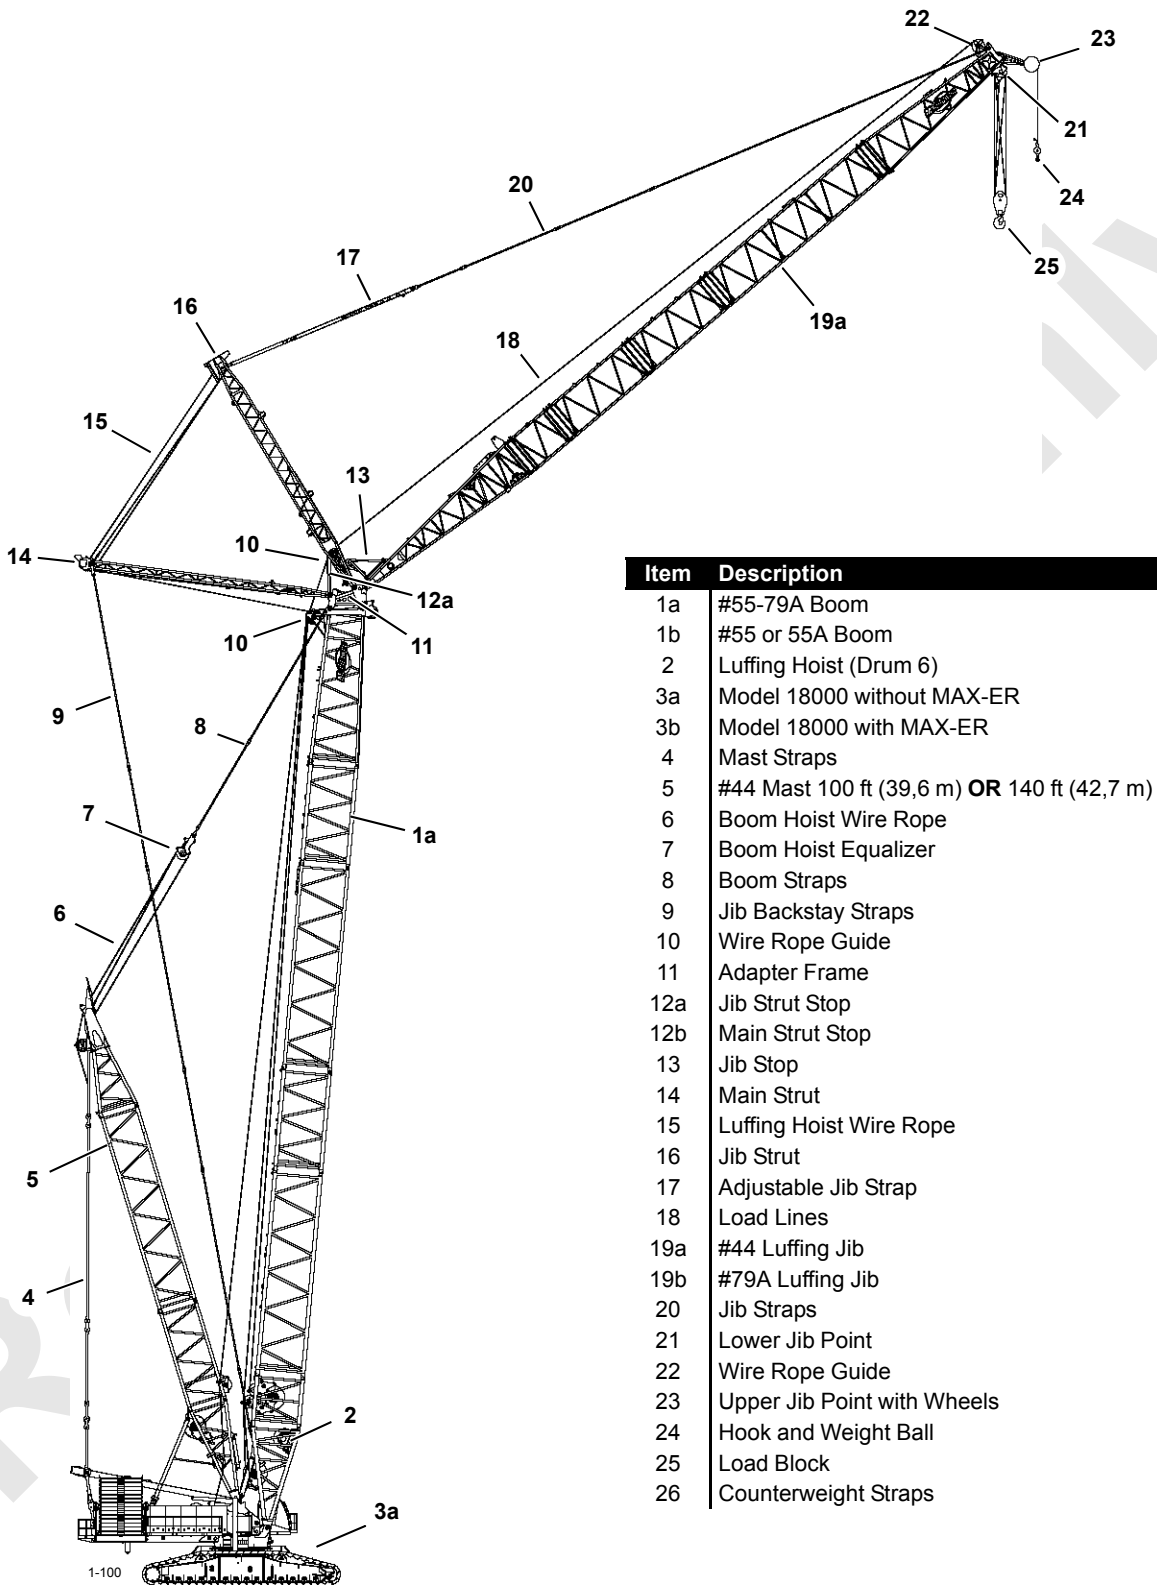 22
23
21
20
24
17
25
16
19a
18
15
13
10
14
12a
10
11
9
8
7
1a
6
5
4
2
3a
1-100
Item Description
1a #55-79A Boom
1b #55 or 55A Boom
2 Luffing Hoist (Drum 6)
3a Model 18000 without MAX-ER
3b Model 18000 with MAX-ER
4 Mast Straps
5 #44 Mast 100 ft (39,6 m) OR 140 ft (42,7 m)
6 Boom Hoist Wire Rope
7 Boom Hoist Equalizer
8 Boom Straps
9 Jib Backstay Straps
10 Wire Rope Guide
11 Adapter Frame
12a Jib Strut Stop
12b Main Strut Stop
13 Jib Stop
14 Main Strut
15 Luffing Hoist Wire Rope
16 Jib Strut
17 Adjustable Jib Strap
18 Load Lines
19a #44 Luffing Jib
19b #79A Luffing Jib
20 Jib Straps
21 Lower Jib Point
22 Wire Rope Guide
23 Upper Jib Point with Wheels
24 Hook and Weight Ball
25 Load Block
26 Counterweight Straps